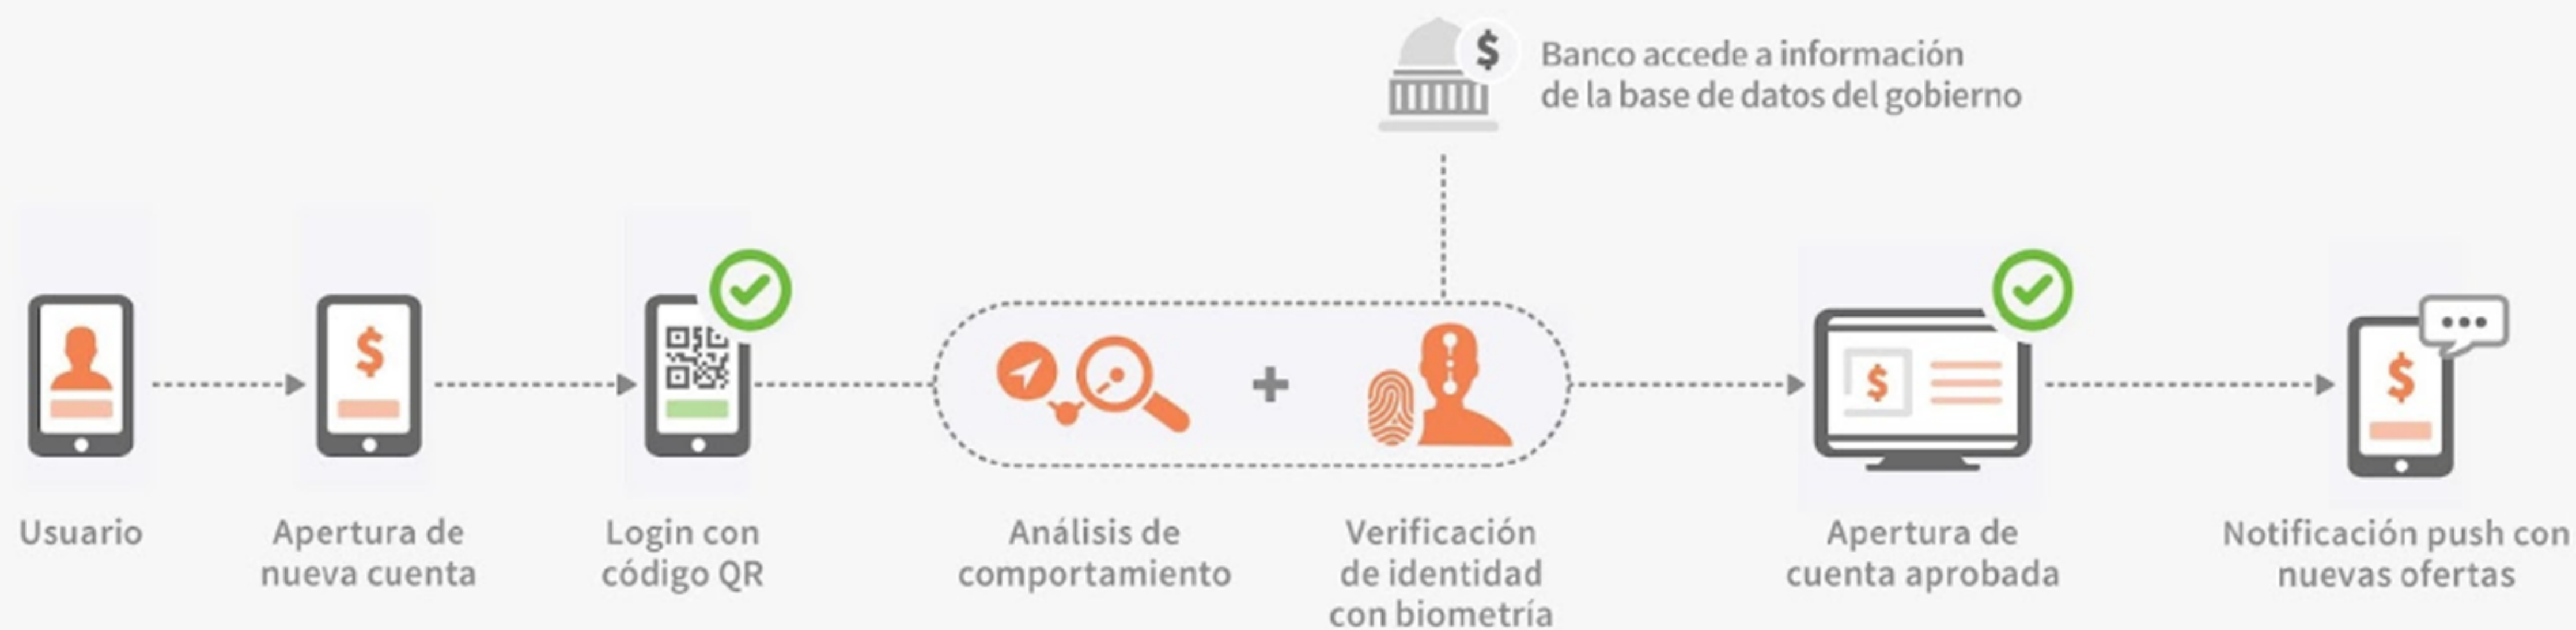 Banco accede a información
de la base de datos del gobierno
Usuario
Apertura de
nueva cuenta
Login con
código QR
Análisis de
comportamiento
Verificación
de identidad
con biometría
Apertura de
cuenta aprobada
Notificación push con
nuevas ofertas